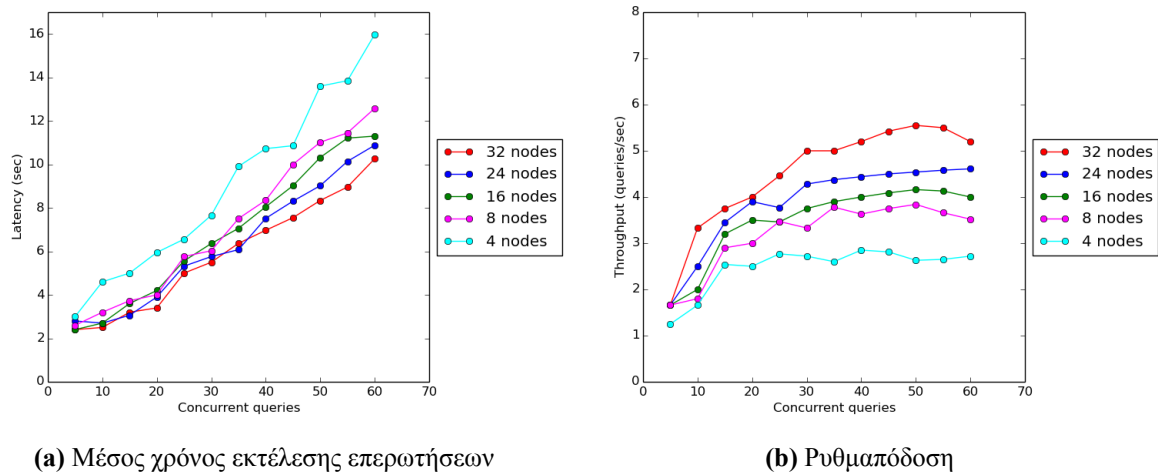 16
14
12
10
8
6
4
2
0
0 10 20 30 40 50 60 70
Latency (sec)
Concurrent queries
32 nodes
24 nodes
16 nodes
8 nodes
4 nodes
(a) Μέσος χρόνος εκτέλεσης επερωτήσεων
8
7
6
5
4
3
2
1
0
0 10 20 30 40 50 60 70
Throughput (queries/sec)
Concurrent queries
32 nodes
24 nodes
16 nodes
8 nodes
4 nodes
(b) Ρυθμαπόδοση